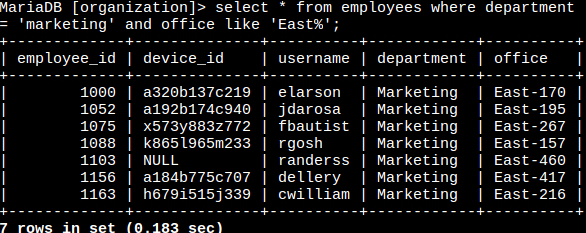 MariaDB [organization]> select * from employees where department
= 'marketing' and office like 'East%';
+-------------+--------------+----------+------------+----------+
| employee_id | device_id    | username | department | office   |
+-------------+--------------+----------+------------+----------+
|        1000 | a320b137c219 | elarson  | Marketing  | East-170 |
|        1052 | a192b174c940 | jdarosa  | Marketing  | East-195 |
|        1075 | x573y883z772 | fbautist | Marketing  | East-267 |
|        1088 | k865l965m233 | rgosh    | Marketing  | East-157 |
|        1103 | NULL         | randerss | Marketing  | East-460 |
|        1156 | a184b775c707 | dellery  | Marketing  | East-417 |
|        1163 | h679i515j339 | cwilliam | Marketing  | East-216 |
+-------------+--------------+----------+------------+----------+
7 rows in set (0.183 sec)